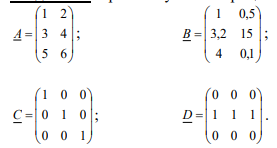 A = (1 2
3 4
5 6);
B = (1 0,5
3,2 15
4 0,1);
C = (1 0 0
0 1 0
0 0 1);
D = (0 0 0
1 1 1
0 0 0)